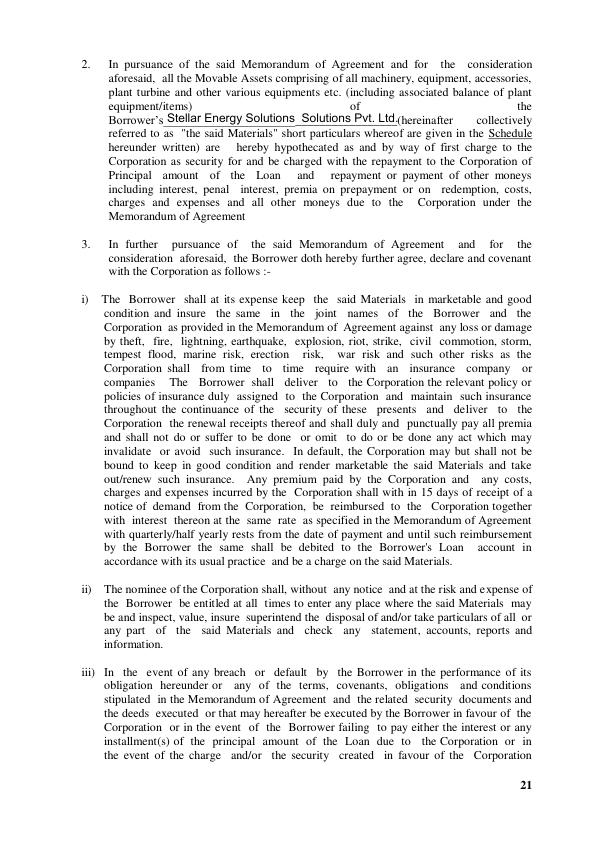 2. In pursuance of the said Memorandum of Agreement and for the consideration
aforesaid, all the Movable Assets comprising of all machinery, equipment, accessories,
plant turbine and other various equipments etc. (including associated balance of plant
equipment/items) of the
Borrower's Stellar Energy Solutions Solutions Pvt. Ltd.(hereinafter collectively
referred to as "the said Materials" short particulars whereof are given in the Schedule
hereunder written) are hereby hypothecated as and by way of first charge to the
Corporation as security for and be charged with the repayment to the Corporation of
Principal amount of the Loan and repayment or payment of other moneys
including interest, penal interest, premia on prepayment or on redemption, costs,
charges and expenses and all other moneys due to the Corporation under the
Memorandum of Agreement
3. In further pursuance of the said Memorandum of Agreement and for the
consideration aforesaid, the Borrower doth hereby further agree, declare and covenant
with the Corporation as follows :-
i) The Borrower shall at its expense keep the said Materials in marketable and good
condition and insure the same in the joint names of the Borrower and the
Corporation as provided in the Memorandum of Agreement against any loss or damage
by theft, fire, lightning, earthquake, explosion, riot, strike, civil commotion, storm,
tempest flood, marine risk, erection risk, war risk and such other risks as the
Corporation shall from time to time require with an insurance company or
companies The Borrower shall deliver to the Corporation the relevant policy or
policies of insurance duly assigned to the Corporation and maintain such insurance
throughout the continuance of the security of these presents and deliver to the
Corporation the renewal receipts thereof and shall duly and punctually pay all premia
and shall not do or suffer to be done or omit to do or be done any act which may
invalidate or avoid such insurance. In default, the Corporation may but shall not be
bound to keep in good condition and render marketable the said Materials and take
out/renew such insurance. Any premium paid by the Corporation and any costs,
charges and expenses incurred by the Corporation shall with in 15 days of receipt of a
notice of demand from the Corporation, be reimbursed to the Corporation together
with interest thereon at the same rate as specified in the Memorandum of Agreement
with quarterly/half yearly rests from the date of payment and until such reimbursement
by the Borrower the same shall be debited to the Borrower's Loan account in
accordance with its usual practice and be a charge on the said Materials.
ii) The nominee of the Corporation shall, without any notice and at the risk and expense of
the Borrower be entitled at all times to enter any place where the said Materials may
be and inspect, value, insure superintend the disposal of and/or take particulars of all or
any part of the said Materials and check any statement, accounts, reports and
information.
iii) In the event of any breach or default by the Borrower in the performance of its
obligation hereunder or any of the terms, covenants, obligations and conditions
stipulated in the Memorandum of Agreement and the related security documents and
the deeds executed or that may hereafter be executed by the Borrower in favour of the
Corporation or in the event of the Borrower failing to pay either the interest or any
installment(s) of the principal amount of the Loan due to the Corporation or in
the event of the charge and/or the security created in favour of the Corporation
21